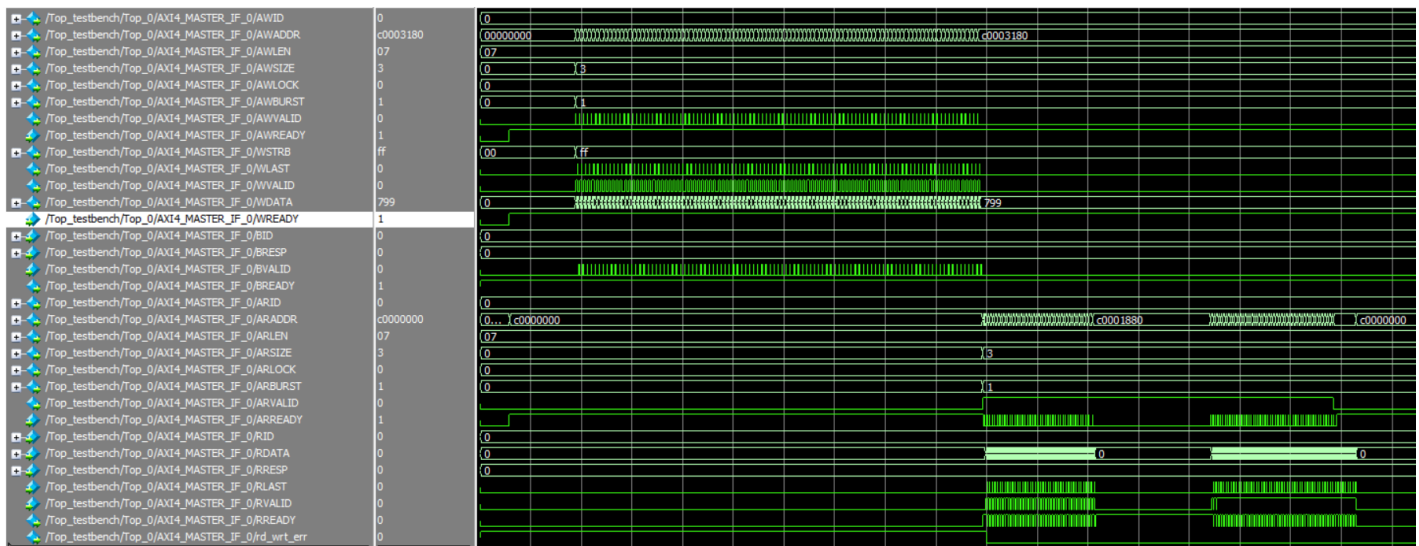 /Top_testbench/Top_0/AXI4_MASTER_IF_0/AWID 0 0
/Top_testbench/Top_0/AXI4_MASTER_IF_0/AWADDR c0003180 00000000 c0003180
/Top_testbench/Top_0/AXI4_MASTER_IF_0/AWLEN 07 07
/Top_testbench/Top_0/AXI4_MASTER_IF_0/AWSIZE 3 0 3
/Top_testbench/Top_0/AXI4_MASTER_IF_0/AWLOCK 0 0
/Top_testbench/Top_0/AXI4_MASTER_IF_0/AWBURST 1 0 1
/Top_testbench/Top_0/AXI4_MASTER_IF_0/AWVALID 0
/Top_testbench/Top_0/AXI4_MASTER_IF_0/AWREADY 1
/Top_testbench/Top_0/AXI4_MASTER_IF_0/WSTRB ff 00 ff
/Top_testbench/Top_0/AXI4_MASTER_IF_0/WLAST 0
/Top_testbench/Top_0/AXI4_MASTER_IF_0/WVALID 0
/Top_testbench/Top_0/AXI4_MASTER_IF_0/WDATA 799 0 799
/Top_testbench/Top_0/AXI4_MASTER_IF_0/WREADY 1
/Top_testbench/Top_0/AXI4_MASTER_IF_0/BID 0 0
/Top_testbench/Top_0/AXI4_MASTER_IF_0/BRESP 0 0
/Top_testbench/Top_0/AXI4_MASTER_IF_0/BVALID 0
/Top_testbench/Top_0/AXI4_MASTER_IF_0/BREADY 1
/Top_testbench/Top_0/AXI4_MASTER_IF_0/ARID 0 0
/Top_testbench/Top_0/AXI4_MASTER_IF_0/ARADDR c0000000 0... c0000000 c0001880 c0000000
/Top_testbench/Top_0/AXI4_MASTER_IF_0/ARLEN 07 07
/Top_testbench/Top_0/AXI4_MASTER_IF_0/ARSIZE 3 0 3
/Top_testbench/Top_0/AXI4_MASTER_IF_0/ARLOCK 0 0
/Top_testbench/Top_0/AXI4_MASTER_IF_0/ARBURST 1 0 1
/Top_testbench/Top_0/AXI4_MASTER_IF_0/ARVALID 0
/Top_testbench/Top_0/AXI4_MASTER_IF_0/ARREADY 1
/Top_testbench/Top_0/AXI4_MASTER_IF_0/RID 0 0
/Top_testbench/Top_0/AXI4_MASTER_IF_0/RDATA 0 0 0 0
/Top_testbench/Top_0/AXI4_MASTER_IF_0/RRESP 0 0
/Top_testbench/Top_0/AXI4_MASTER_IF_0/RLAST 0
/Top_testbench/Top_0/AXI4_MASTER_IF_0/RVALID 0
/Top_testbench/Top_0/AXI4_MASTER_IF_0/RREADY 0
/Top_testbench/Top_0/AXI4_MASTER_IF_0/rd_wrt_err 0